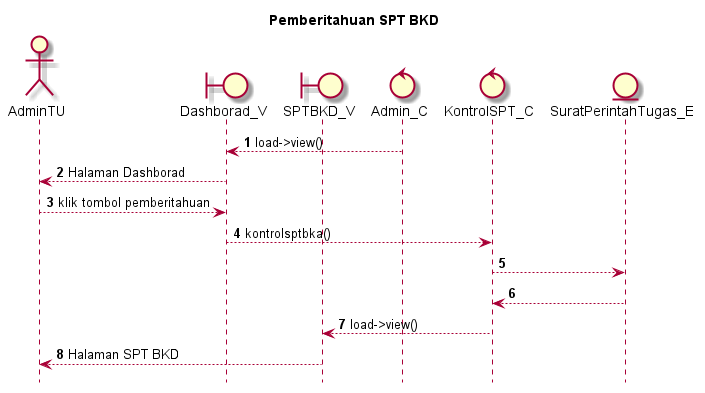 Pemberitahuan SPT BKD
AdminTU
Dashborad_V
SPTBKD_V
Admin_C
KontrolSPT_C
SuratPerintahTugas_E
1 load->view()
2 Halaman Dashborad
3 klik tombol pemberitahuan
4 kontrolsptbka()
5
6
7 load->view()
8 Halaman SPT BKD